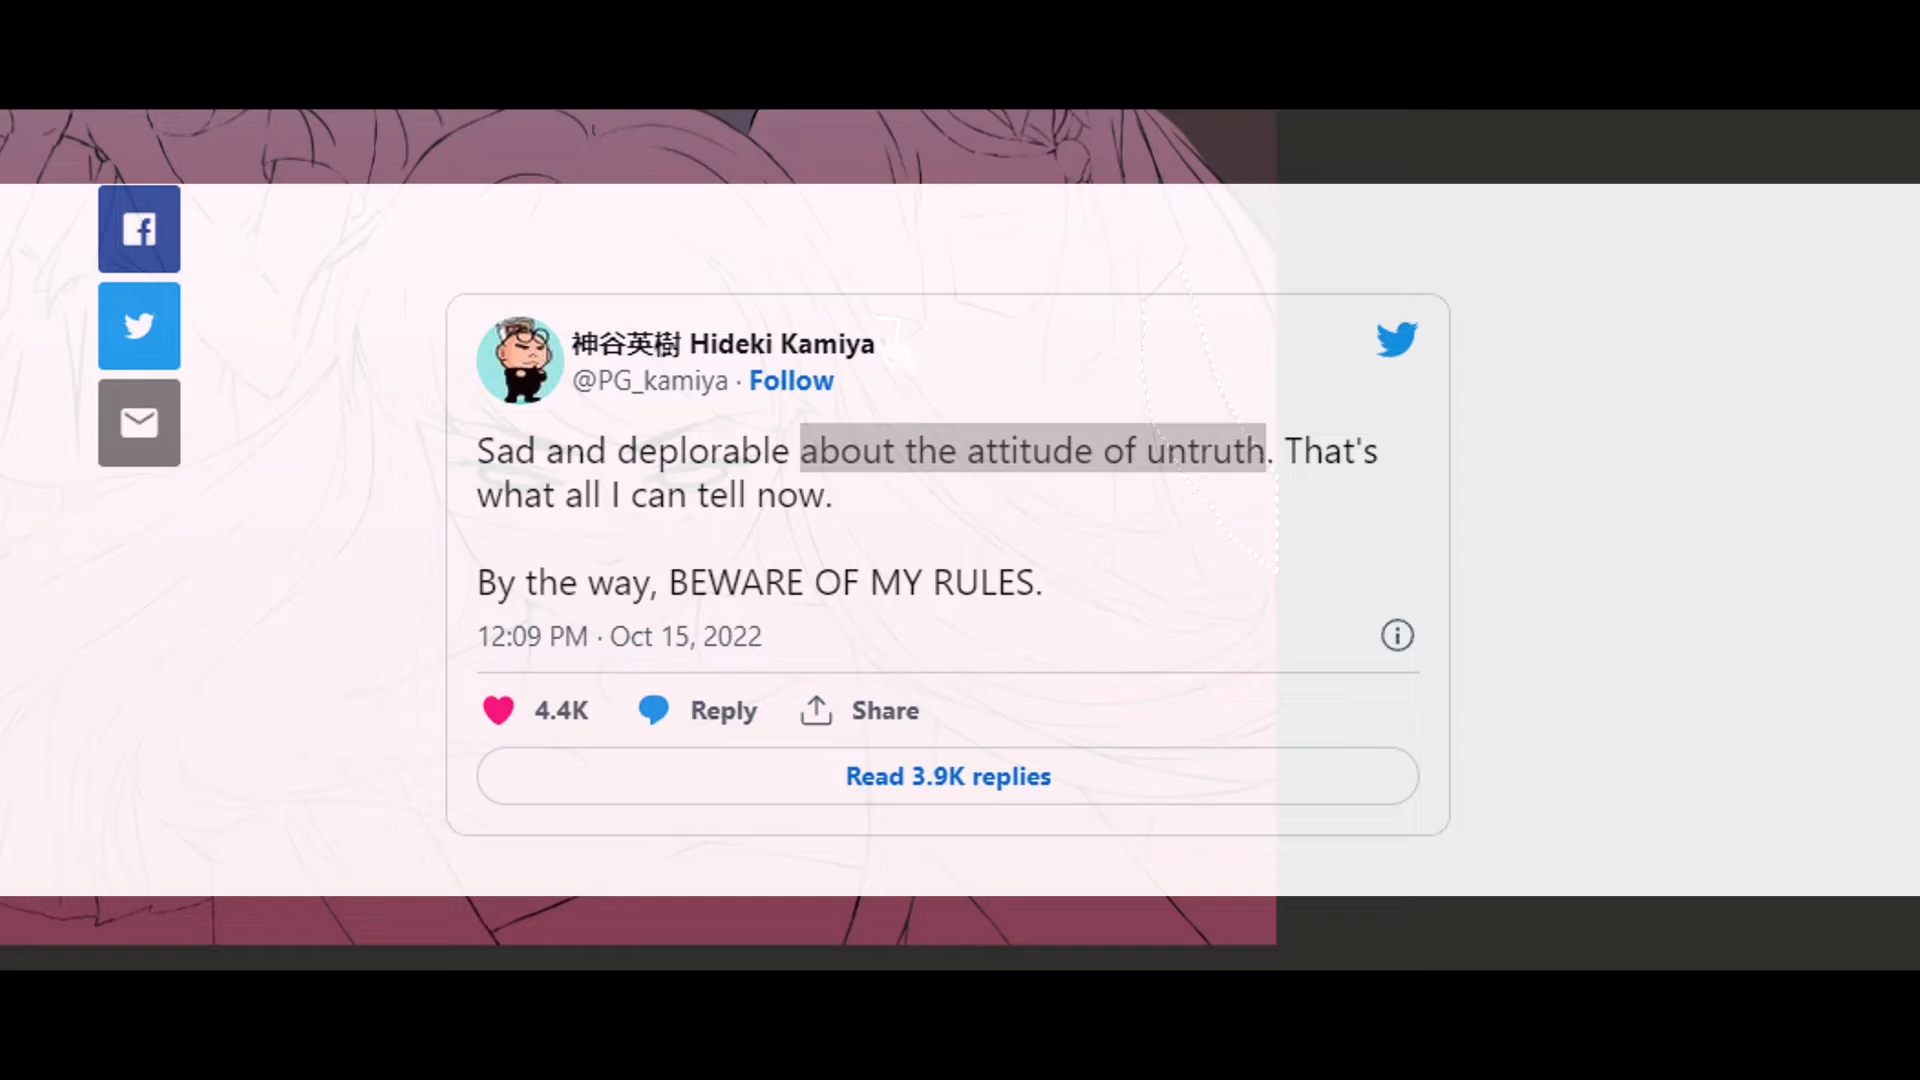 神谷英樹 Hideki Kamiya
@PG_kamiya · Follow
Sad and deplorable about the attitude of untruth. That's
what all I can tell now.
By the way, BEWARE OF MY RULES.
12:09 PM · Oct 15, 2022
4.4K Reply Share
Read 3.9K replies